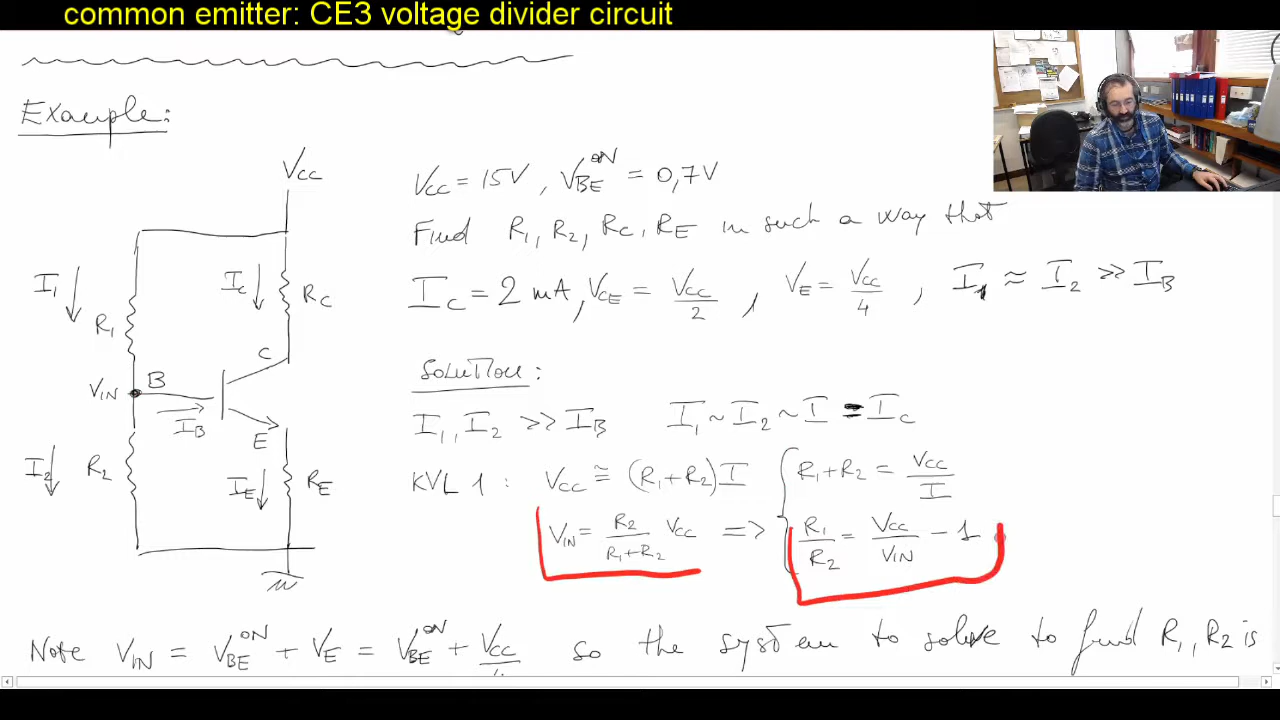 common emitter: CE3 voltage divider circuit
Example:
VCC
I1
R1
IC
RC
C
VIN
B
IB
E
I2
R2
IE
RE
VCC = 15V, VBE^ON = 0,7V
Find R1, R2, RC, RE in such a way that
IC = 2 mA, VCE = VCC/2, VE = VCC/4, I1 ≈ I2 >> IB
Solution:
I1, I2 >> IB I1 ~ I2 ~ I = IC
KVL 1: VCC ≅ (R1+R2)I { R1+R2 = VCC/I
VIN = R2/(R1+R2) VCC => R1/R2 = VCC/VIN - 1
Note VIN = VBE^ON + VE = VBE^ON + VCC/4 so the system to solve to find R1, R2 is